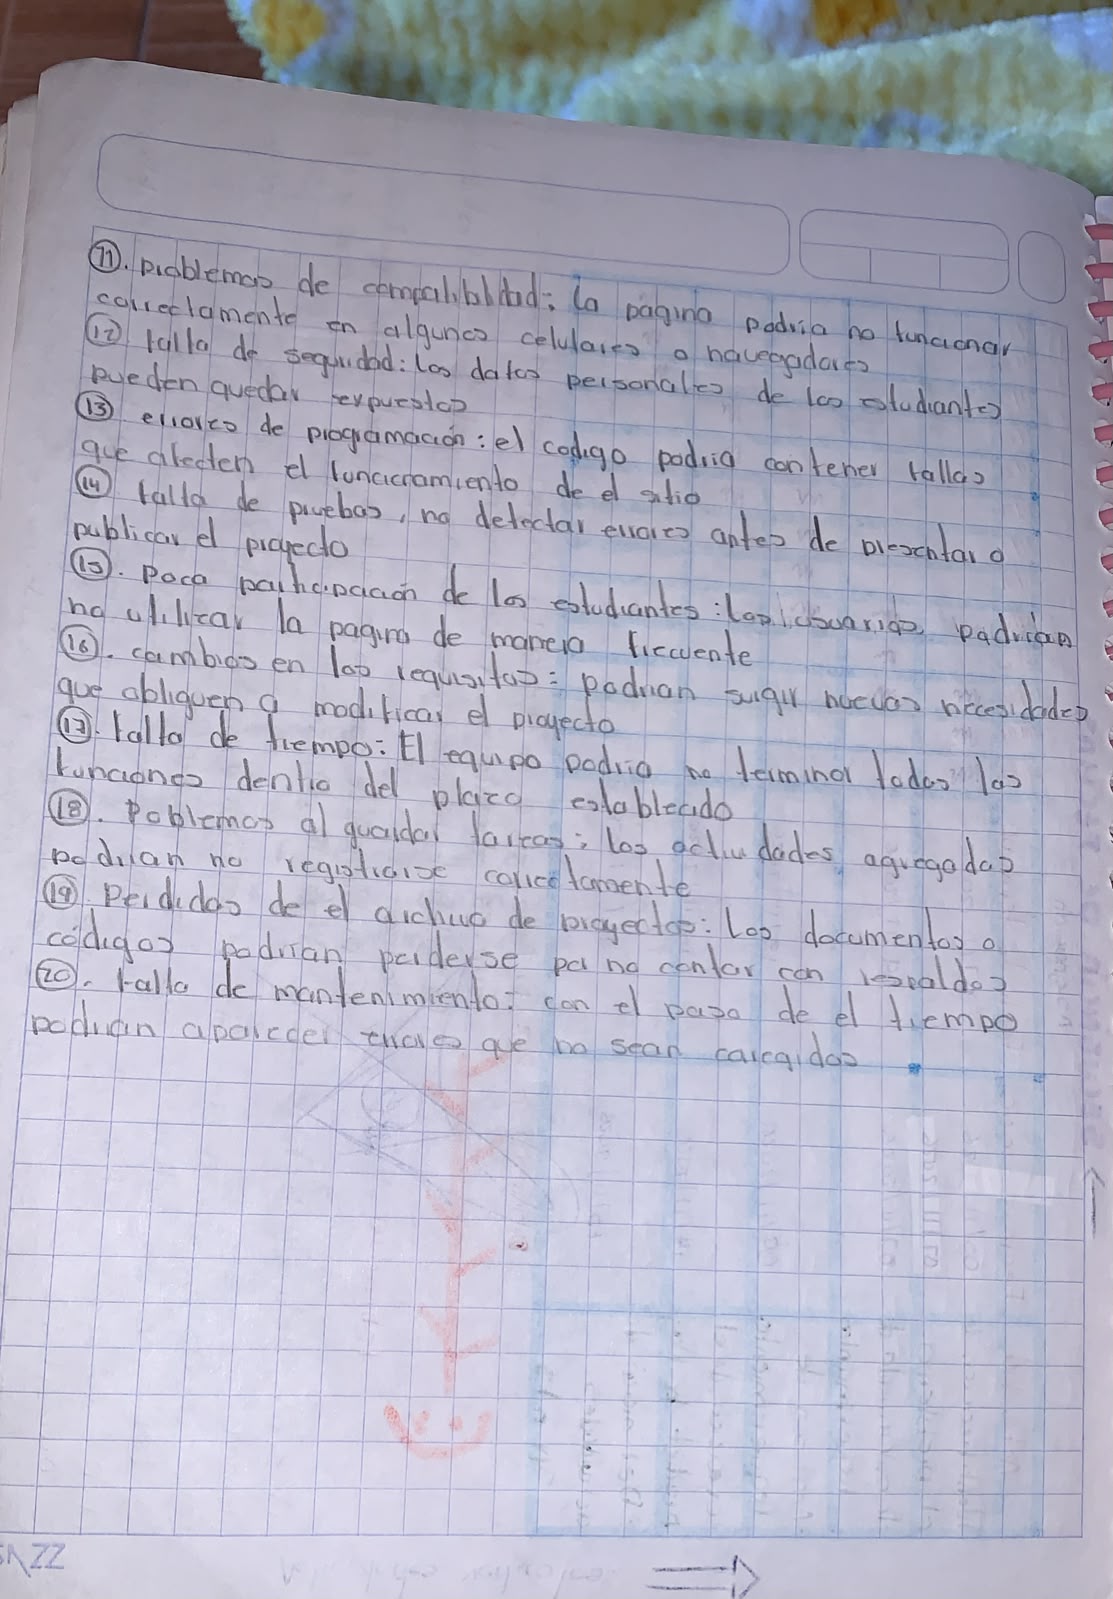 11. problemas de compatibilidad: la pagina podria no funcionar
correctamente en algunos celulares o navegadores
12 falla de seguridad: los datos personales de los estudiantes
pueden quedar expuestos
13 errores de programación: el codigo podria contener fallas
que afecten el funcionamiento de el sitio
14 falta de pruebas, no detectar errores antes de presentar o
publicar el proyecto
15. Poca participación de los estudiantes: los usuarios podrian
no utilizar la pagina de manera frecuente
16. cambios en los requisitos: podrian surgir nuevas necesidades
que obliguen a modificar el proyecto
17. falta de tiempo: El equipo podria no terminar todas las
funciones dentro del plazo establecido
18. Poblemas al guardar tareas: las actividades agregadas
podrian no registrarse correctamente
19. Perdidas de el archivo de proyectos: Los documentos o
códigos podrian perderse por no contar con respaldos
20. falta de mantenimiento: con el paso de el tiempo
podrian aparecer errores que no sean corregidos